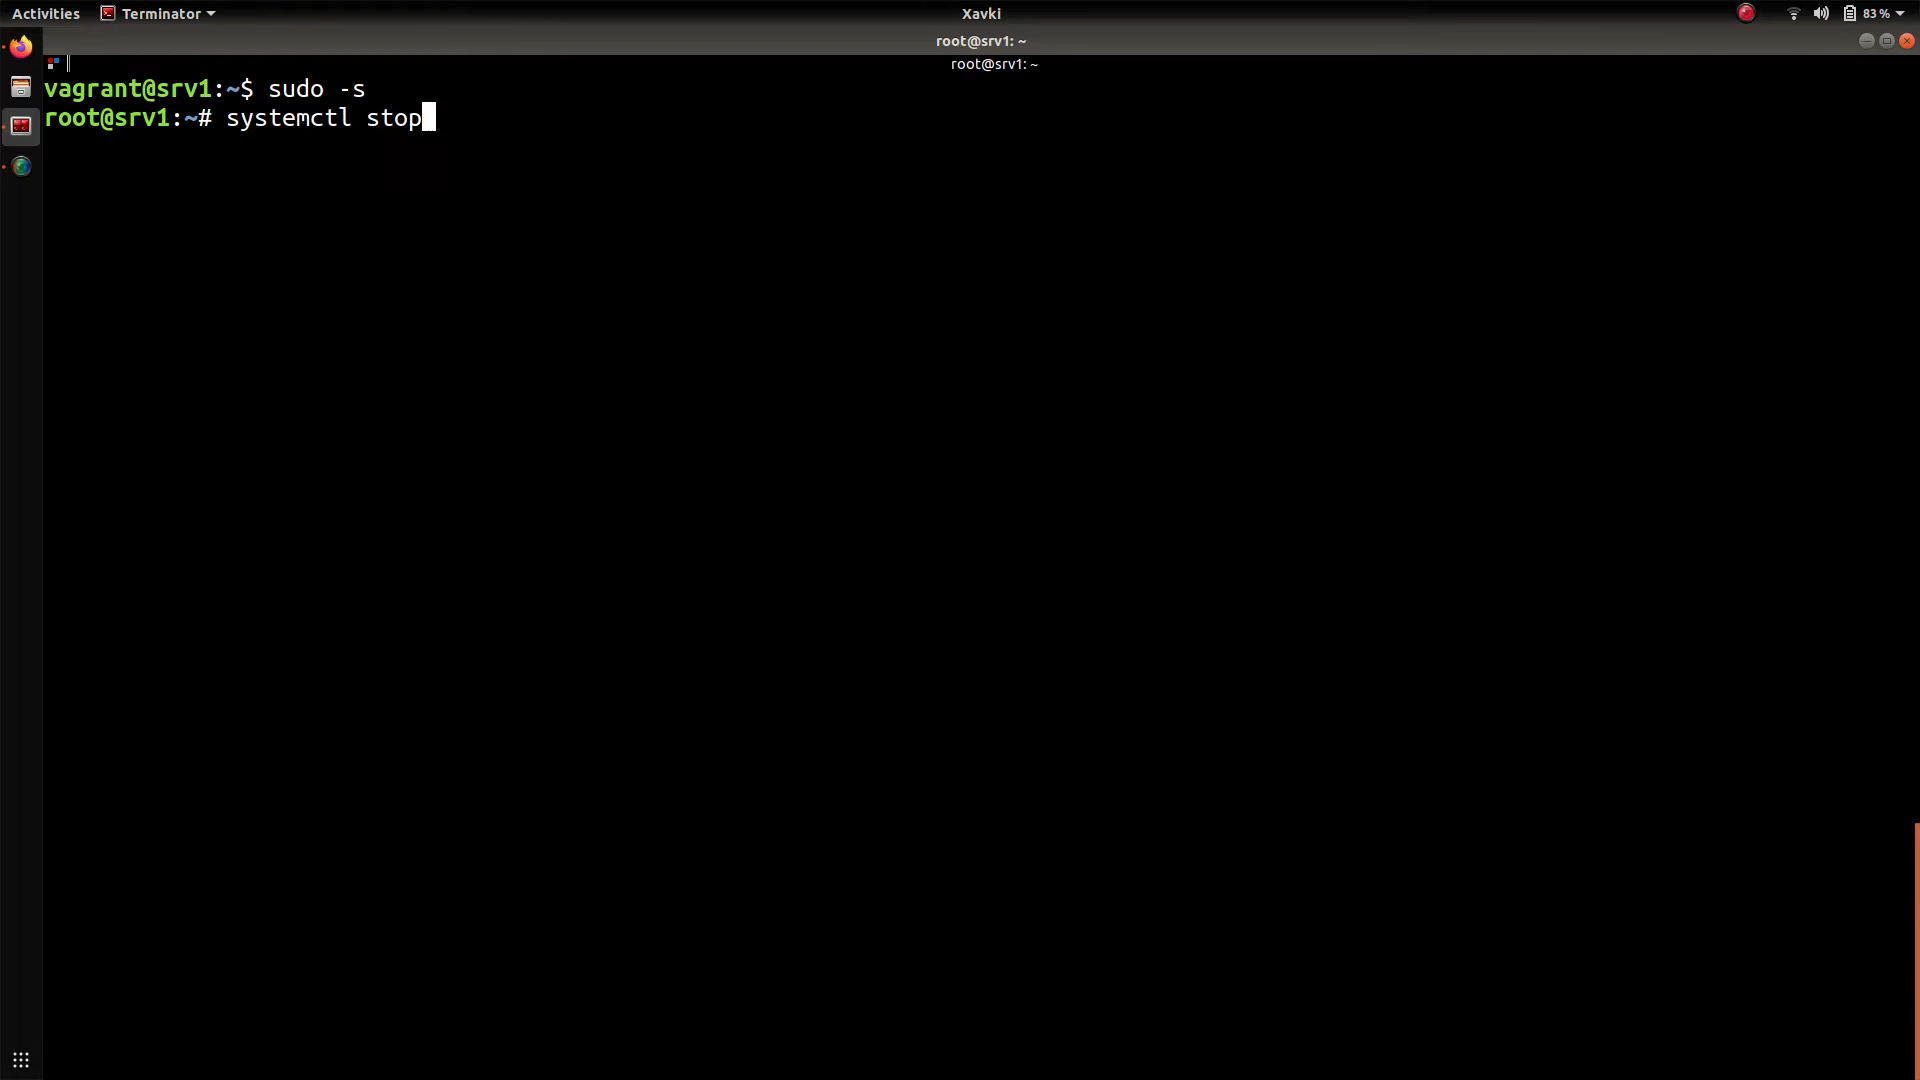 Activities Terminator Xavki 83%
root@srv1: ~
root@srv1: ~
vagrant@srv1:~$ sudo -s
root@srv1:~# systemctl stop